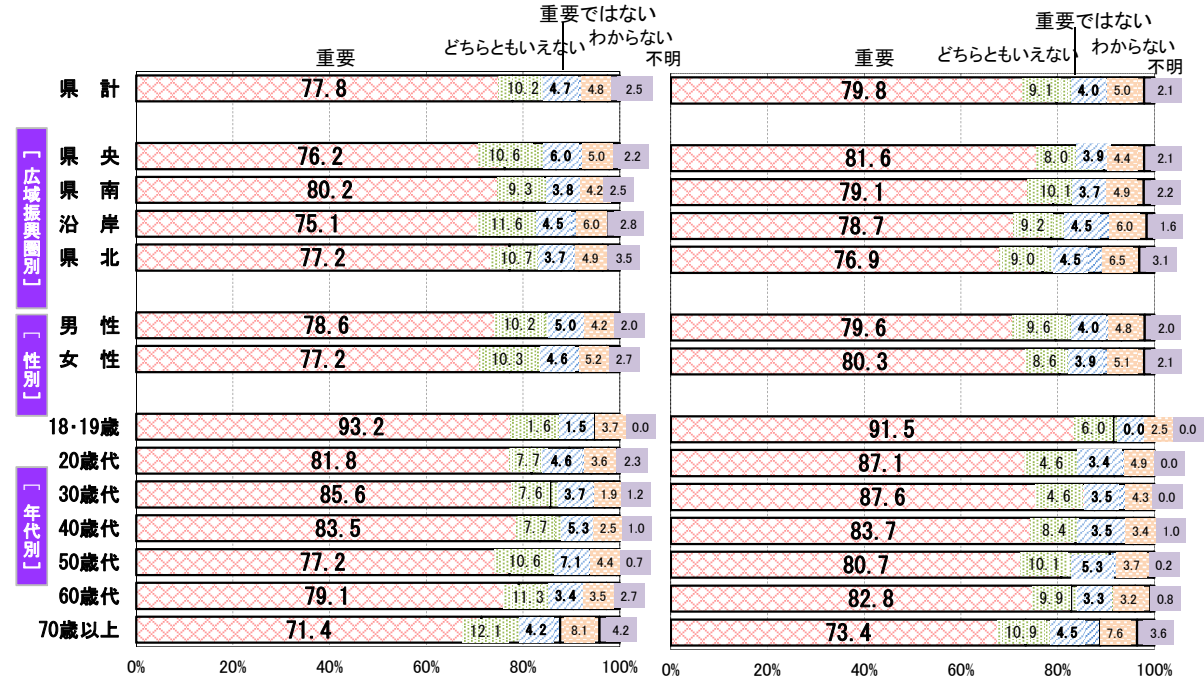 重要ではない 重要ではない
どちらともいえない わからない どちらともいえない わからない
重要 不明 重要 不明
県 計 77.8 10.2 4.7 4.8 2.5 79.8 9.1 4.0 5.0 2.1
[広域振興圏別]
県 央 76.2 10.6 6.0 5.0 2.2 81.6 8.0 3.9 4.4 2.1
県 南 80.2 9.3 3.8 4.2 2.5 79.1 10.1 3.7 4.9 2.2
沿 岸 75.1 11.6 4.5 6.0 2.8 78.7 9.2 4.5 6.0 1.6
県 北 77.2 10.7 3.7 4.9 3.5 76.9 9.0 4.5 6.5 3.1
[性別]
男 性 78.6 10.2 5.0 4.2 2.0 79.6 9.6 4.0 4.8 2.0
女 性 77.2 10.3 4.6 5.2 2.7 80.3 8.6 3.9 5.1 2.1
[年代別]
18・19歳 93.2 1.6 1.5 3.7 0.0 91.5 6.0 0.0 2.5 0.0
20歳代 81.8 7.7 4.6 3.6 2.3 87.1 4.6 3.4 4.9 0.0
30歳代 85.6 7.6 3.7 1.9 1.2 87.6 4.6 3.5 4.3 0.0
40歳代 83.5 7.7 5.3 2.5 1.0 83.7 8.4 3.5 3.4 1.0
50歳代 77.2 10.6 7.1 4.4 0.7 80.7 10.1 5.3 3.7 0.2
60歳代 79.1 11.3 3.4 3.5 2.7 82.8 9.9 3.3 3.2 0.8
70歳以上 71.4 12.1 4.2 8.1 4.2 73.4 10.9 4.5 7.6 3.6
0% 20% 40% 60% 80% 100% 0% 20% 40% 60% 80% 100%